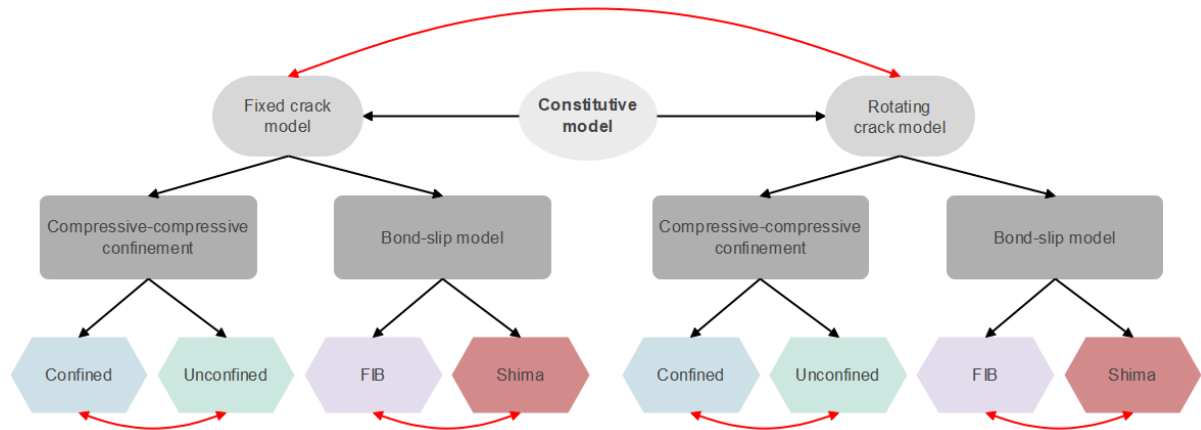 Constitutive
model
Fixed crack
model
Rotating
crack model
Compressive-compressive
confinement
Bond-slip model
Compressive-compressive
confinement
Bond-slip model
Confined
Unconfined
FIB
Shima
Confined
Unconfined
FIB
Shima